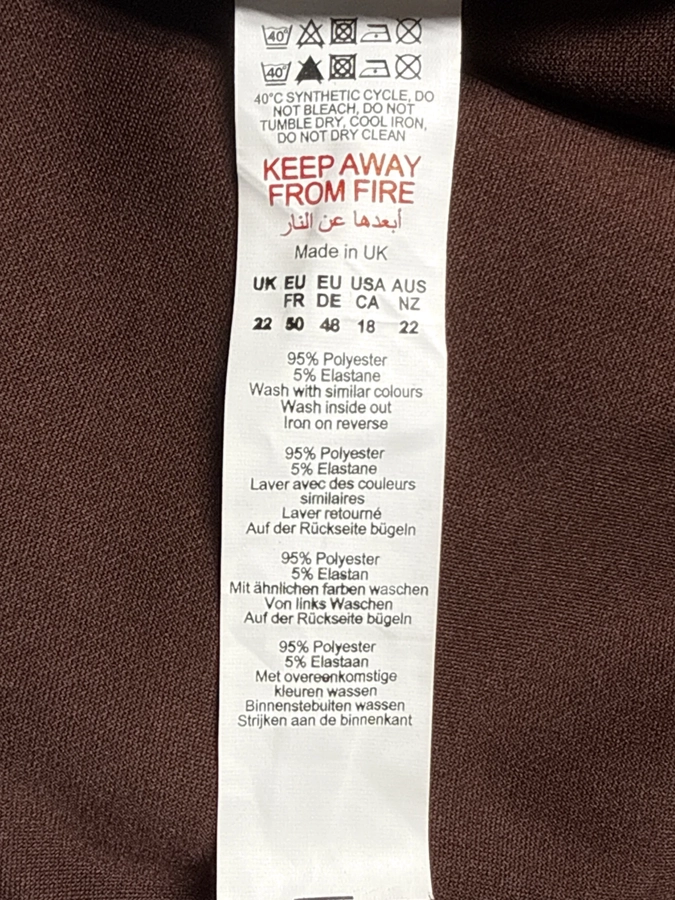 40°
40°
40°C SYNTHETIC CYCLE, DO
NOT BLEACH, DO NOT
TUMBLE DRY, COOL IRON,
DO NOT DRY CLEAN
KEEP AWAY
FROM FIRE
أبعدها عن النار
Made in UK
UK EU EU USA AUS
FR DE CA NZ
22 50 48 18 22
95% Polyester
5% Elastane
Wash with similar colours
Wash inside out
Iron on reverse
95% Polyester
5% Elastane
Laver avec des couleurs
similaires
Laver retourné
Auf der Rückseite bügeln
95% Polyester
5% Elastan
Mit ähnlichen farben waschen
Von links Waschen
Auf der Rückseite bügeln
95% Polyester
5% Elastaan
Met overeenkomstige
kleuren wassen
Binnenstebuiten wassen
Strijken aan de binnenkant